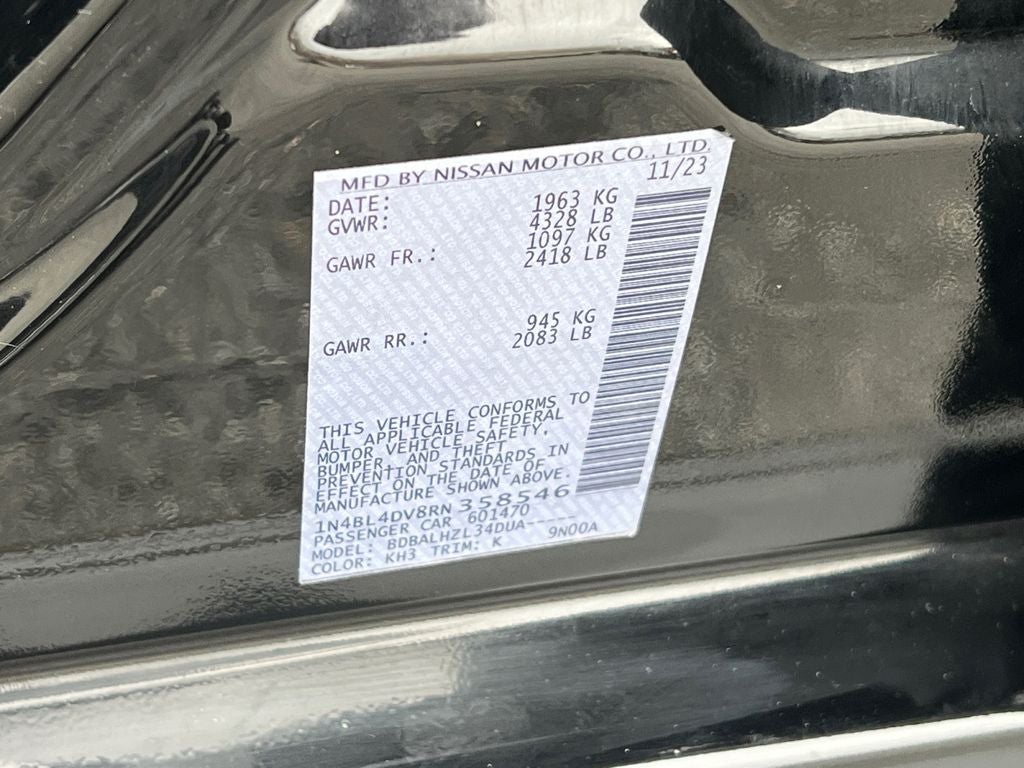 MFD BY NISSAN MOTOR CO., LTD.
DATE: 11/23
GVWR: 1963 KG
4328 LB
GAWR FR.: 1097 KG
2418 LB
GAWR RR.: 945 KG
2083 LB
THIS VEHICLE CONFORMS TO
ALL APPLICABLE FEDERAL
MOTOR VEHICLE SAFETY,
BUMPER, AND THEFT
PREVENTION STANDARDS IN
EFFECT ON THE DATE OF
MANUFACTURE SHOWN ABOVE.
1N4BL4DV8RN 358546
PASSENGER CAR 601470
MODEL: BDBALHZL34DUA-----
COLOR: KH3 TRIM: K 9N00A